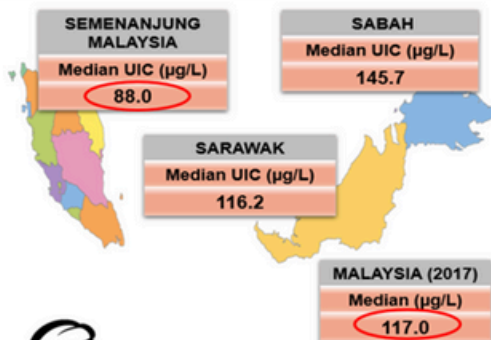 SEMENANJUNG
MALAYSIA
Median UIC (µg/L)
88.0
SABAH
Median UIC (µg/L)
145.7
SARAWAK
Median UIC (µg/L)
116.2
MALAYSIA (2017)
Median (µg/L)
117.0